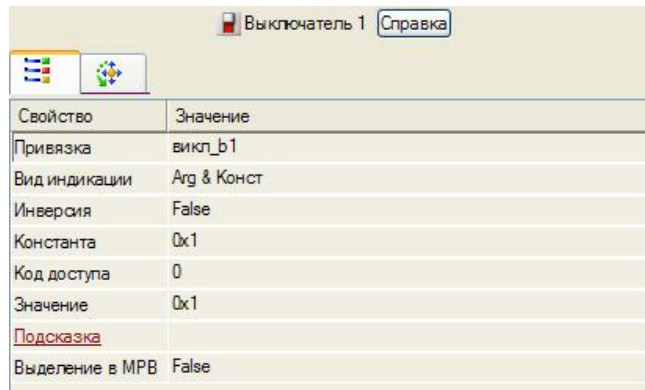 Выключатель 1 Справка
Свойство Значение
Привязка викл_b1
Вид индикации Arg & Конст
Инверсия False
Константа 0x1
Код доступа 0
Значение 0x1
Подсказка
Выделение в МРВ False